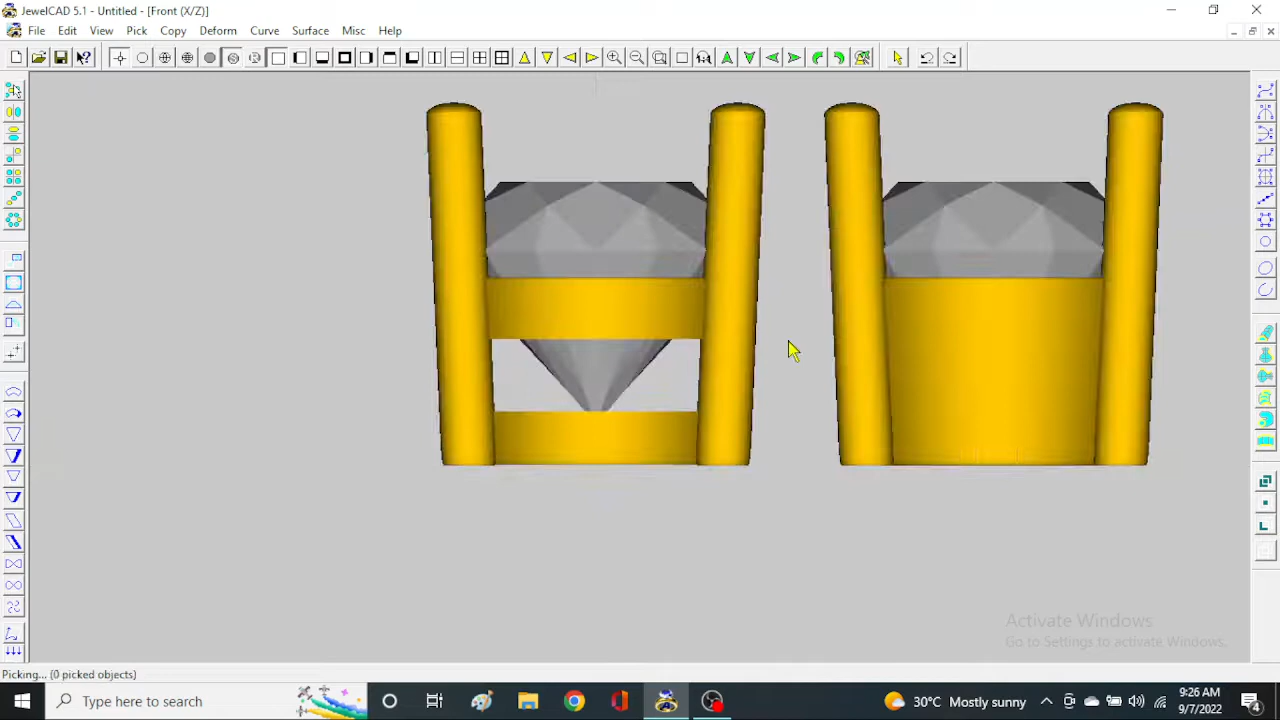 JewelCAD 5.1 - Untitled - [Front (X/Z)]
File Edit View Pick Copy Deform Curve Surface Misc Help
Activate Windows
Go to Settings to activate Windows.
Picking... (0 picked objects)
Type here to search
30°C Mostly sunny
9:26 AM
9/7/2022
4